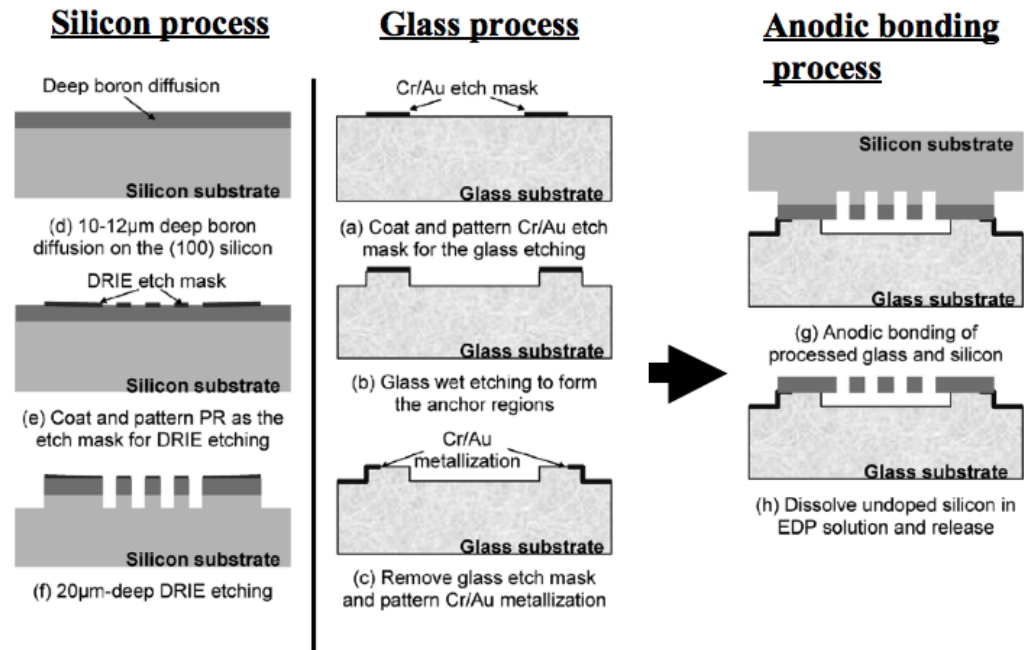 Silicon process
Deep boron diffusion
Silicon substrate
(d) 10-12μm deep boron
diffusion on the (100) silicon
DRIE etch mask
Silicon substrate
(e) Coat and pattern PR as the
etch mask for DRIE etching
Silicon substrate
(f) 20μm-deep DRIE etching
Glass process
Cr/Au etch mask
Glass substrate
(a) Coat and pattern Cr/Au etch
mask for the glass etching
Glass substrate
(b) Glass wet etching to form
the anchor regions
Cr/Au
metallization
Glass substrate
(c) Remove glass etch mask
and pattern Cr/Au metallization
Anodic bonding
process
Silicon substrate
Glass substrate
(g) Anodic bonding of
processed glass and silicon
Glass substrate
(h) Dissolve undoped silicon in
EDP solution and release